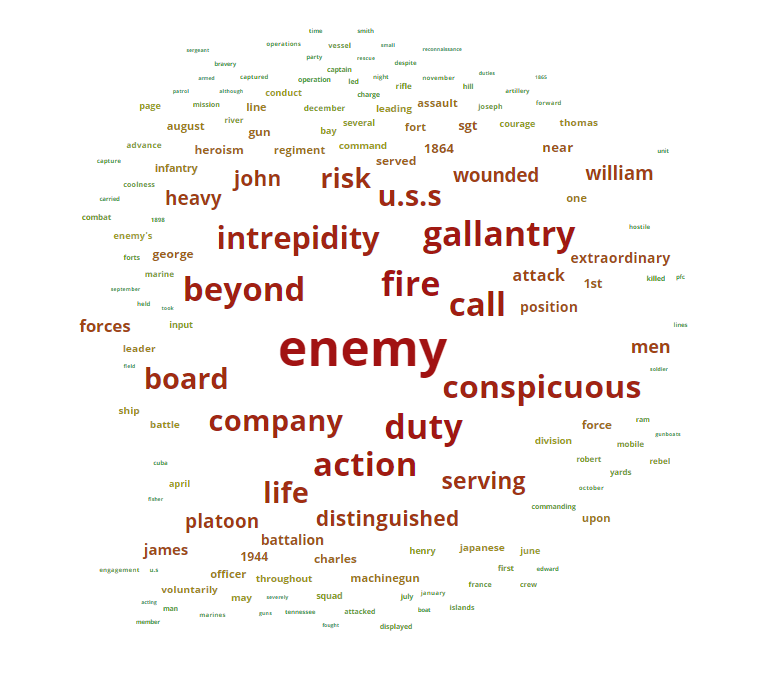 time smith
sergeant operations vessel small reconnaissance
bravery party rescue despite
captain
armed captured operation led night november duties 1865
patrol although conduct charge rifle hill artillery
page mission line december leading assault joseph forward
august river gun bay several fort sgt courage thomas
advance heroism regiment command served 1864 near unit
capture infantry john risk wounded william
coolness
carried heavy u.s.s one
combat 1898
enemy's intrepidity gallantry hostile
forts george extraordinary
marine attack 1st killed pfc
september beyond fire
held took call position
forces input lines
leader enemy men
field board soldier
conspicuous
ship company force ram
battle duty division mobile gunboats
cuba action robert rebel
april life serving yards
fisher october
platoon distinguished commanding upon
battalion
james 1944 charles henry japanese june
engagement u.s officer first edward
voluntarily throughout machinegun france crew
acting man may severely squad july january
member marines guns tennessee attacked boat islands
fought displayed